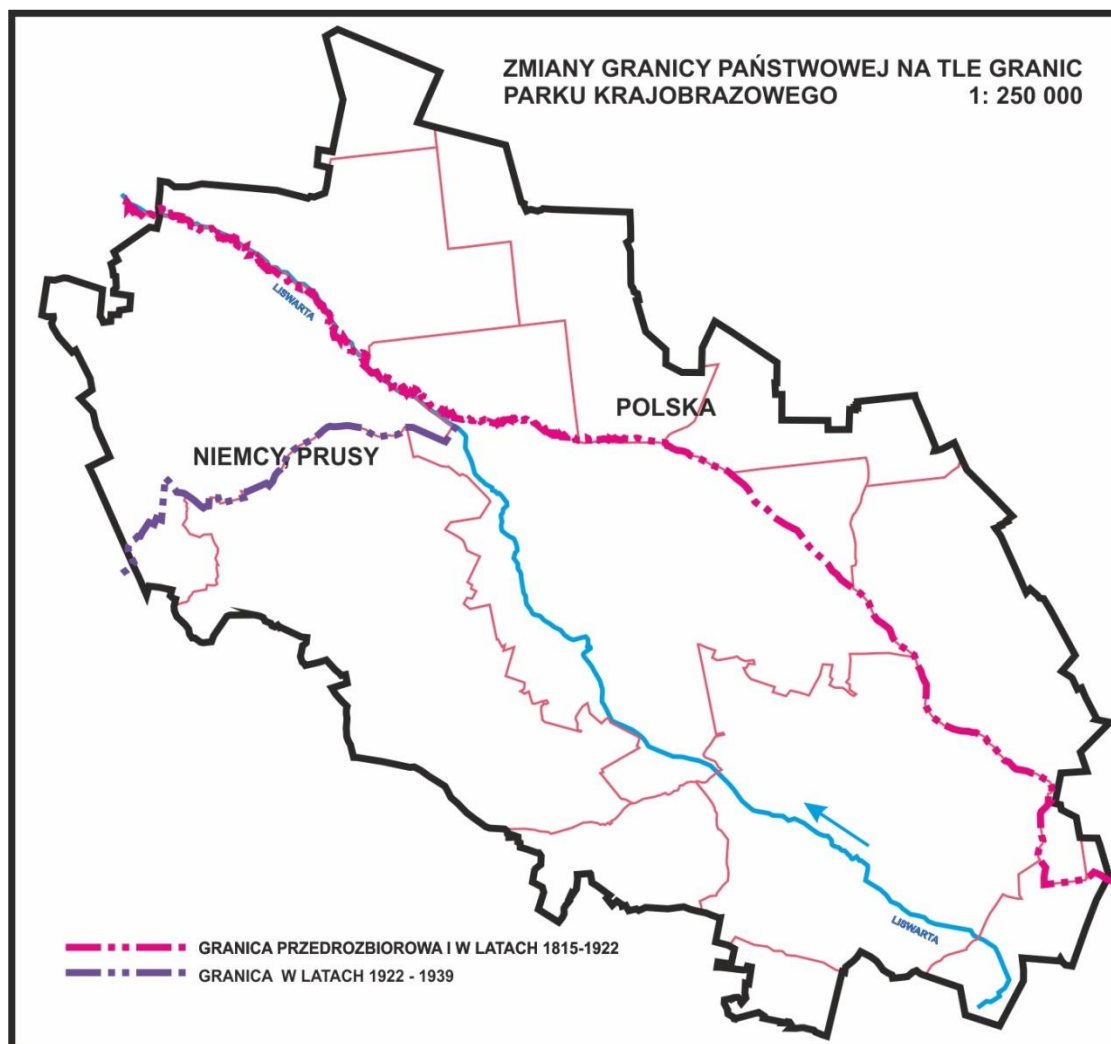 ZMIANY GRANICY PAŃSTWOWEJ NA TLE GRANIC
PARKU KRAJOBRAZOWEGO 1: 250 000
LISWARTA
POLSKA
NIEMCY, PRUSY
LISWARTA
GRANICA PRZEDROZBIOROWA I W LATACH 1815-1922
GRANICA W LATACH 1922 - 1939